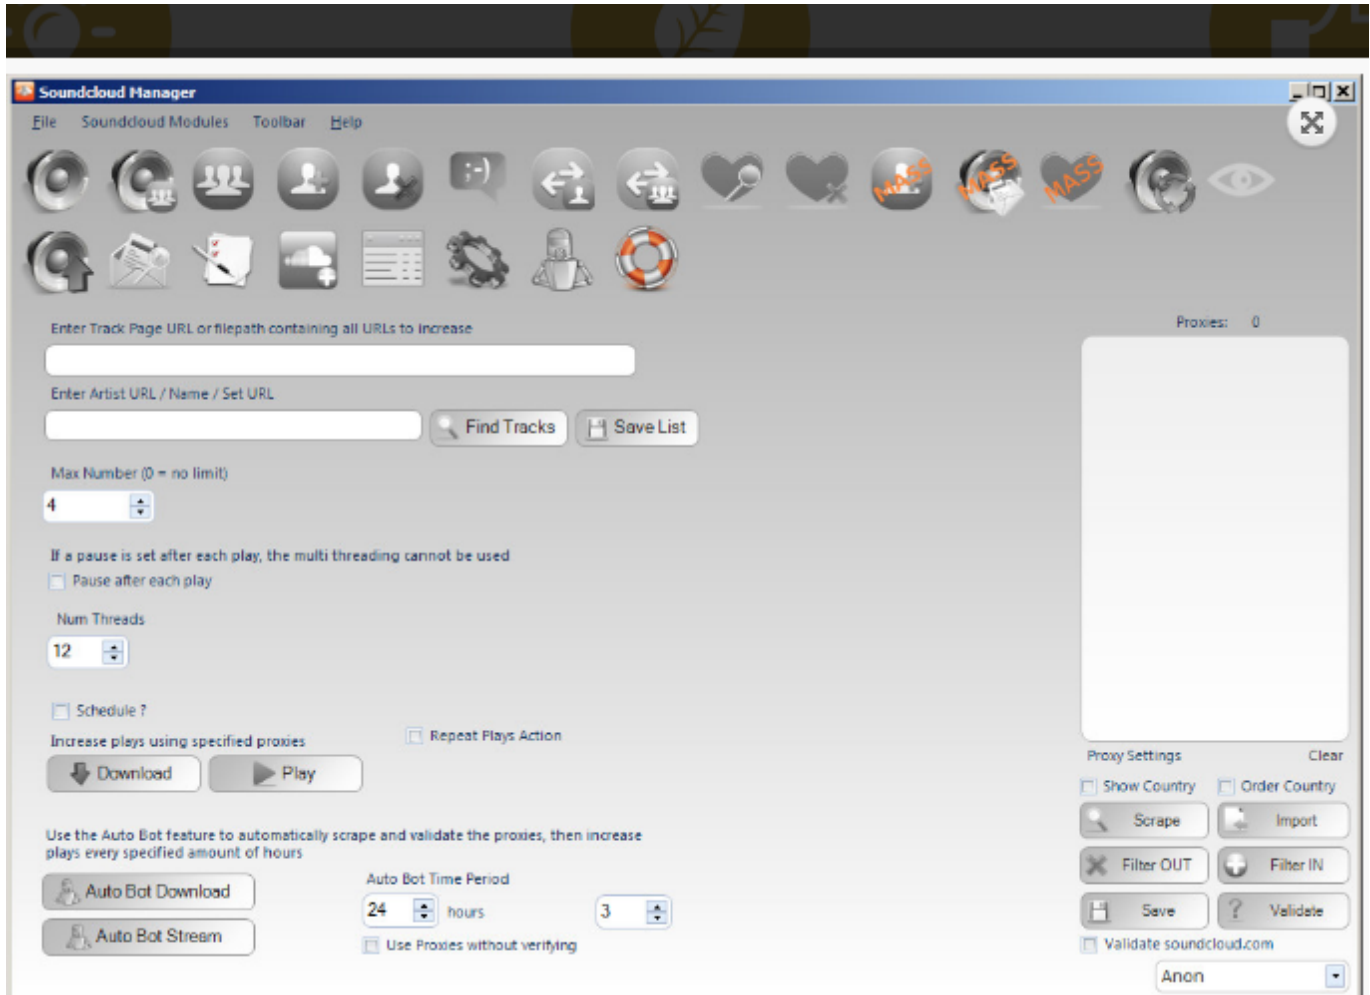 Soundcloud Manager
File Soundcloud Modules Toolbar Help
MASS MASS MASS
Enter Track Page URL or filepath containing all URLs to increase
Proxies: 0
Enter Artist URL / Name / Set URL
Find Tracks Save List
Max Number (0 = no limit)
4
If a pause is set after each play, the multi threading cannot be used
Pause after each play
Num Threads
12
Schedule ?
Increase plays using specified proxies
Repeat Plays Action
Download Play
Use the Auto Bot feature to automatically scrape and validate the proxies, then increase
plays every specified amount of hours
Auto Bot Download
Auto Bot Stream
Auto Bot Time Period
24 hours 3
Use Proxies without verifying
Proxy Settings Clear
Show Country Order Country
Scrape Import
Filter OUT Filter IN
Save Validate
Validate soundcloud.com
Anon